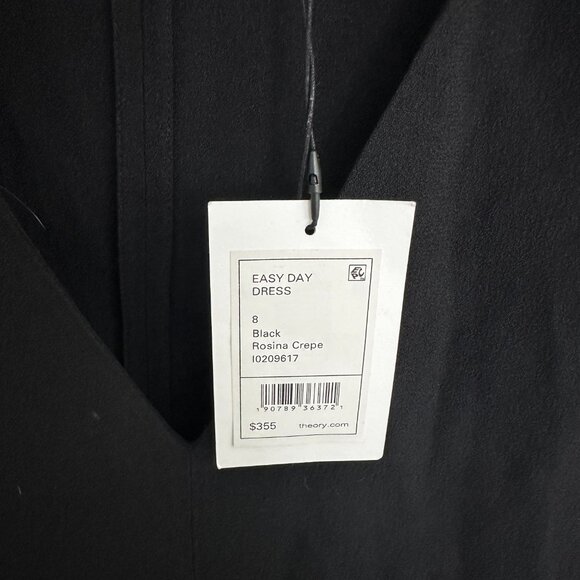 EASY DAY
DRESS
8
Black
Rosina Crepe
I0209617
190789363721
$355 theory.com